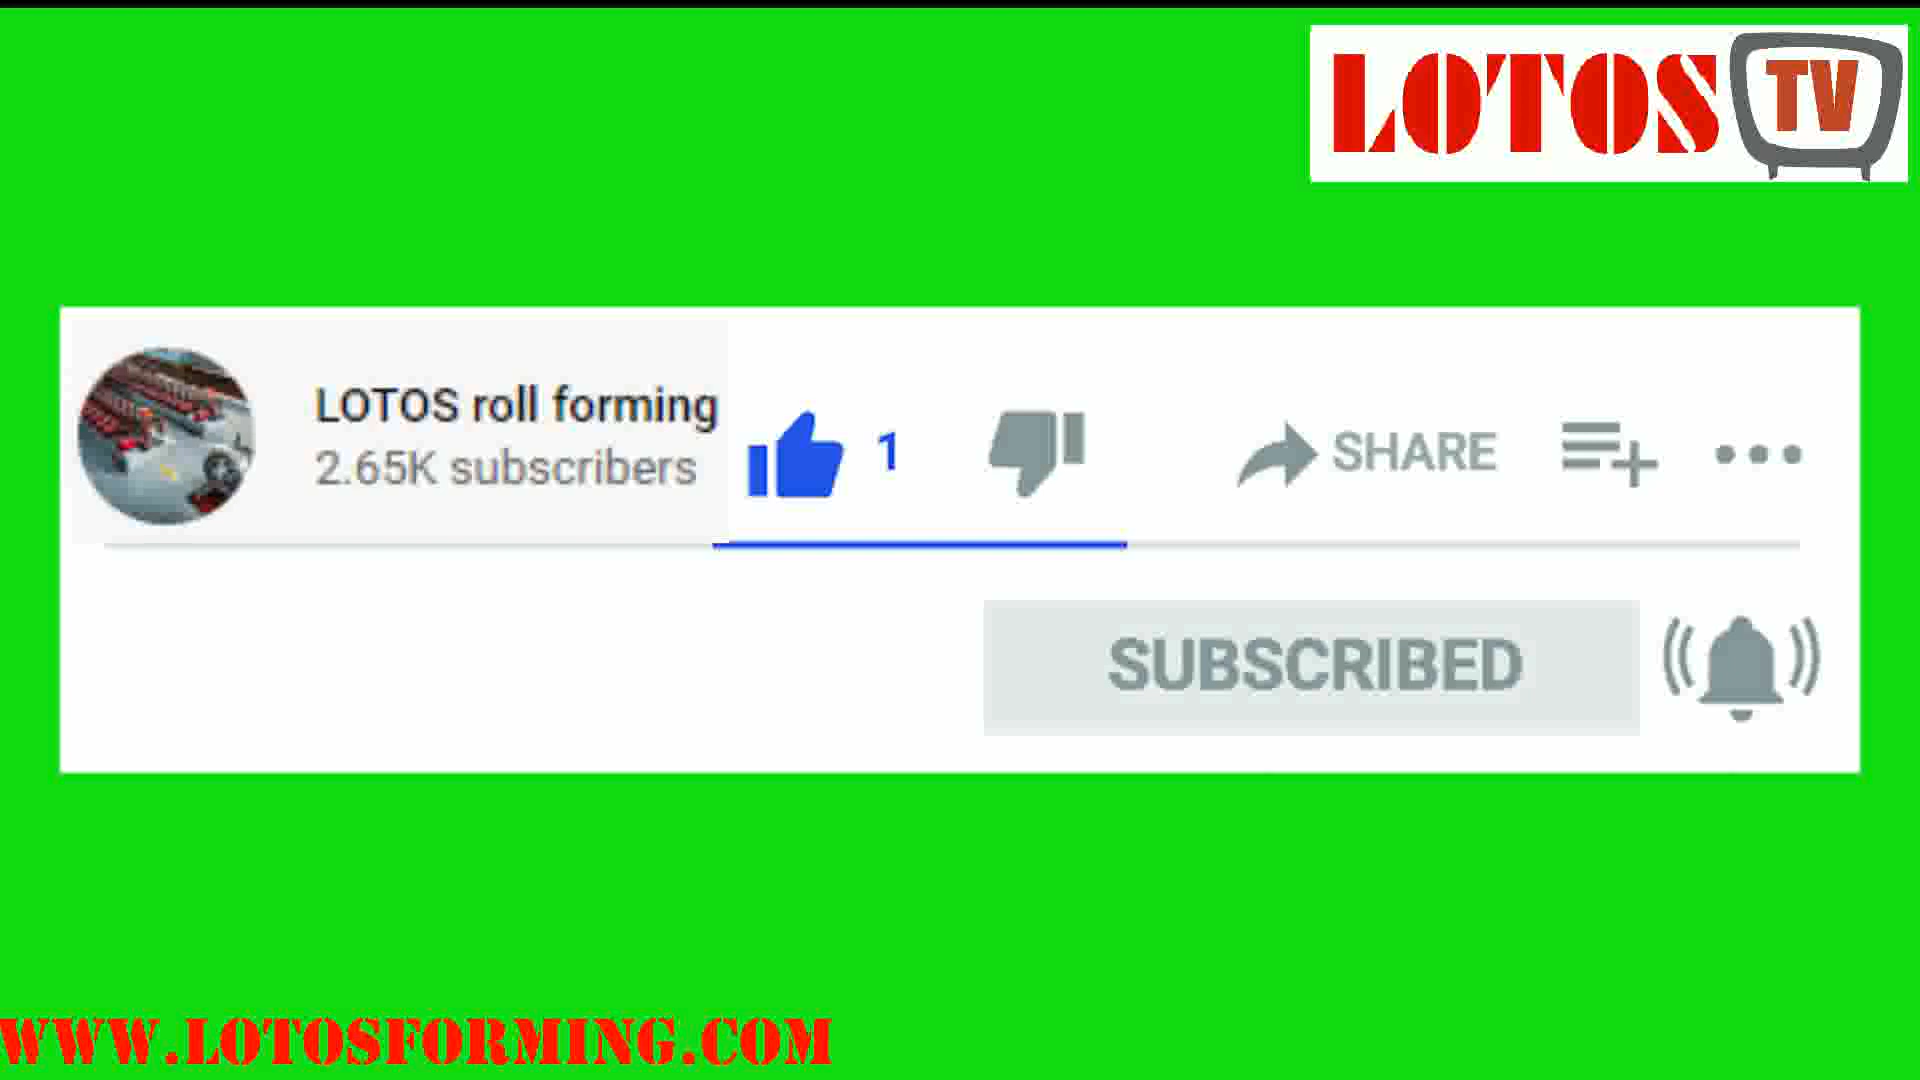 LOTOS TV
LOTOS roll forming
2.65K subscribers
1
SHARE
SUBSCRIBED
WWW.LOTOSFORMING.COM